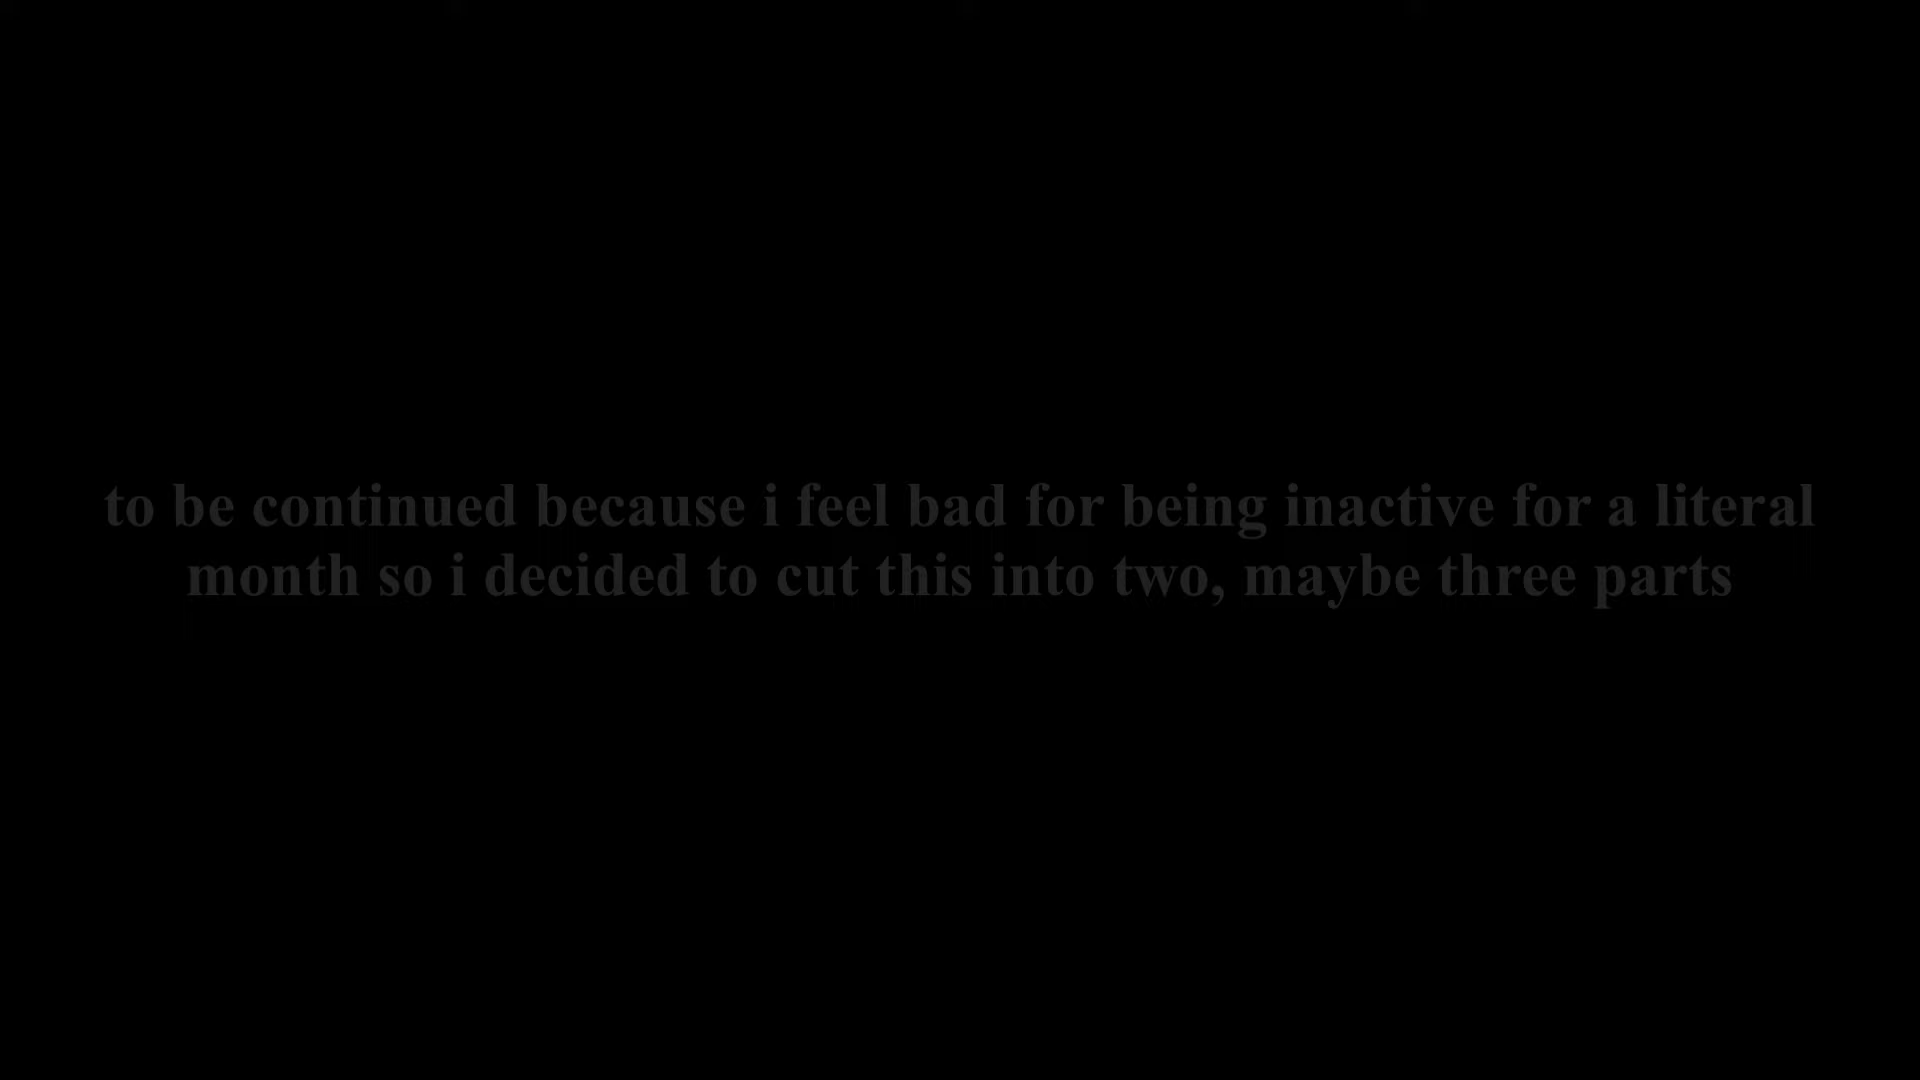 to be continued because i feel bad for being inactive for a literal
month so i decided to cut this into two, maybe three parts